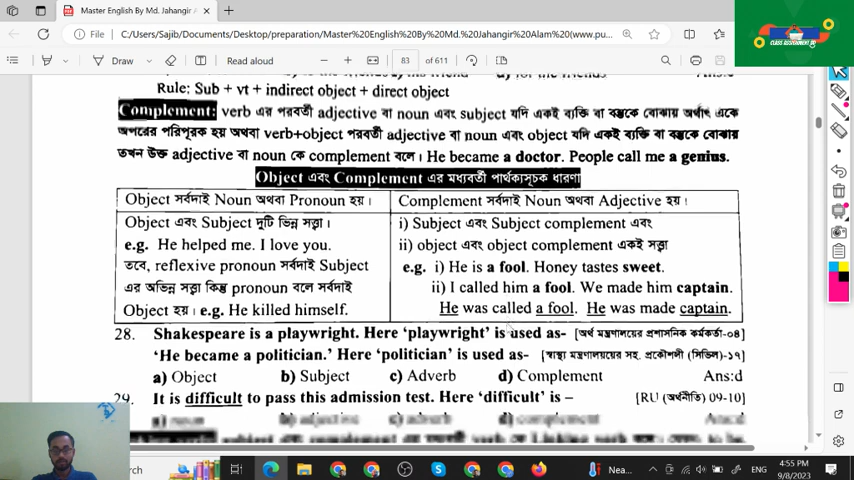 Master English By Md. Jahangir A
C:/Users/Sajib/Documents/Desktop/preparation/Master%20English%20By%20Md.%20Jahangir%20Alam%20(www.pu...
CLASS ASSIGNMENT BD
Draw
Read aloud
83 of 611
Rule: Sub + vt + indirect object + direct object
Complement: verb এর পরবর্তী adjective বা noun এবং subject যদি একই ব্যক্তি বা বস্তুকে বোঝায় অর্থাৎ একে
অপরের পরিপূরক হয় অথবা verb+object পরবর্তী adjective বা noun এবং object যদি একই ব্যক্তি বা বস্তুকে বোঝায়
তখন উক্ত adjective বা noun কে complement বলে। He became a doctor. People call me a genius.
Object এবং Complement এর মধ্যবর্তী পার্থক্যসূচক ধারণা
Object সর্বদাই Noun অথবা Pronoun হয়।
Complement সর্বদাই Noun অথবা Adjective হয়।
Object এবং Subject দুটি ভিন্ন সত্ত্বা।
e.g. He helped me. I love you.
তবে, reflexive pronoun সর্বদাই Subject
এর অভিন্ন সত্ত্বা কিন্তু pronoun বলে সর্বদাই
Object হয়। e.g. He killed himself.
i) Subject এবং Subject complement এবং
ii) object এবং object complement একই সত্ত্বা
e.g. i) He is a fool. Honey tastes sweet.
ii) I called him a fool. We made him captain.
He was called a fool. He was made captain.
28. Shakespeare is a playwright. Here ‘playwright’ is used as- [অর্থ মন্ত্রণালয়ের প্রশাসনিক কর্মকর্তা-০৪]
‘He became a politician.’ Here ‘politician’ is used as- [স্বাস্থ্য মন্ত্রণালয়ের সহ. প্রকৌশলী (সিভিল)-১৭]
a) Object b) Subject c) Adverb d) Complement Ans:d
29. It is difficult to pass this admission test. Here ‘difficult’ is – [RU (অর্থনীতি) 09-10]
rch
Nea...
ENG
4:55 PM
9/8/2023